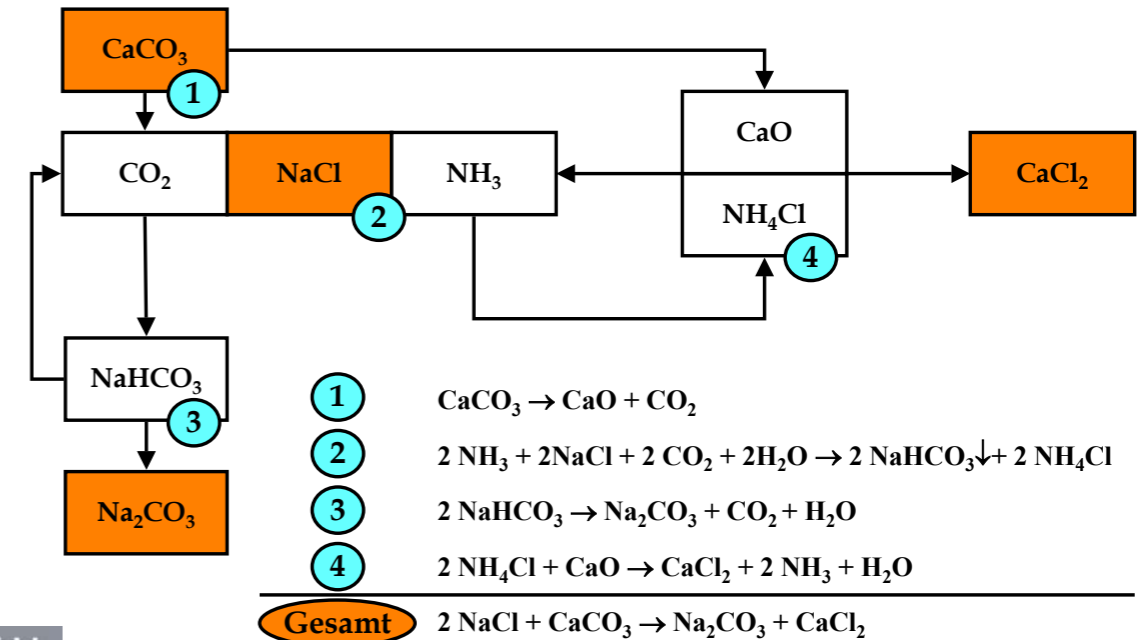 CaCO₃
1
CaO
CO₂ NaCl NH₃ CaCl₂
2
NH₄Cl
4
NaHCO₃
3
Na₂CO₃
1 CaCO₃ → CaO + CO₂
2 2 NH₃ + 2NaCl + 2 CO₂ + 2H₂O → 2 NaHCO₃↓+ 2 NH₄Cl
3 2 NaHCO₃ → Na₂CO₃ + CO₂ + H₂O
4 2 NH₄Cl + CaO → CaCl₂ + 2 NH₃ + H₂O
Gesamt 2 NaCl + CaCO₃ → Na₂CO₃ + CaCl₂